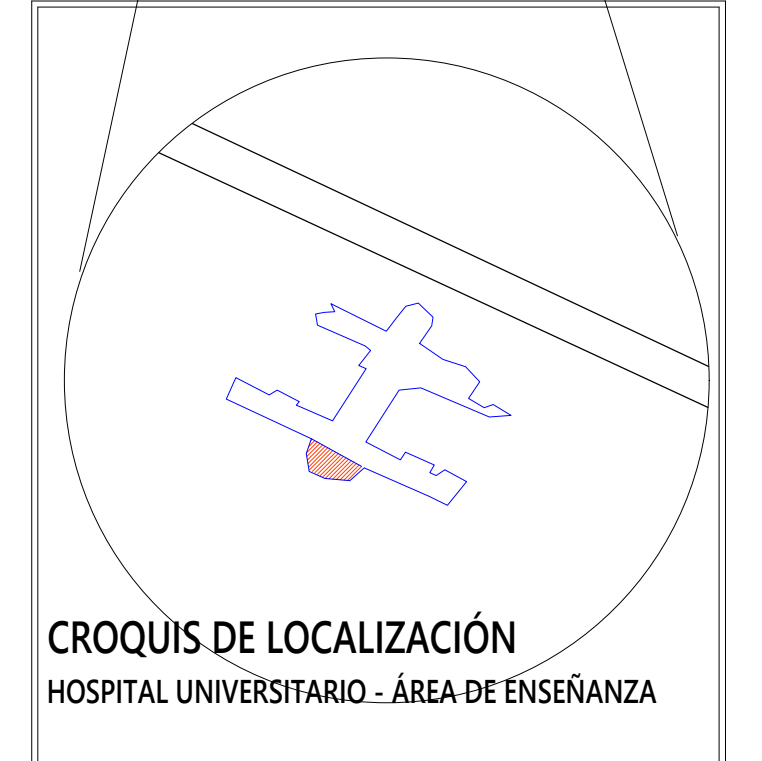 CROQUIS DE LOCALIZACIÓN
HOSPITAL UNIVERSITARIO - ÁREA DE ENSEÑANZA